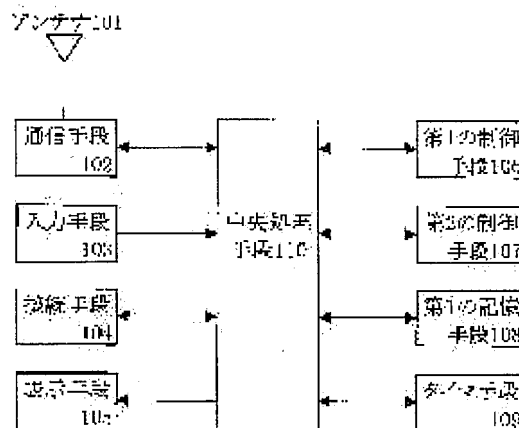 アンテナ101
通信手段
102
入力手段
103
接続手段
104
表示手段
105
中央処理
手段110
第1の制御
手段106
第2の制御
手段107
第1の記憶
手段108
タイマ手段
109